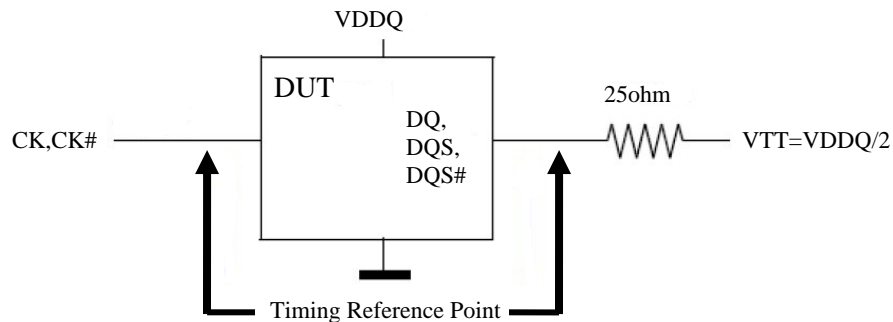 VDDQ
DUT
25ohm
CK,CK#
DQ,
DQS,
DQS#
VTT=VDDQ/2
Timing Reference Point